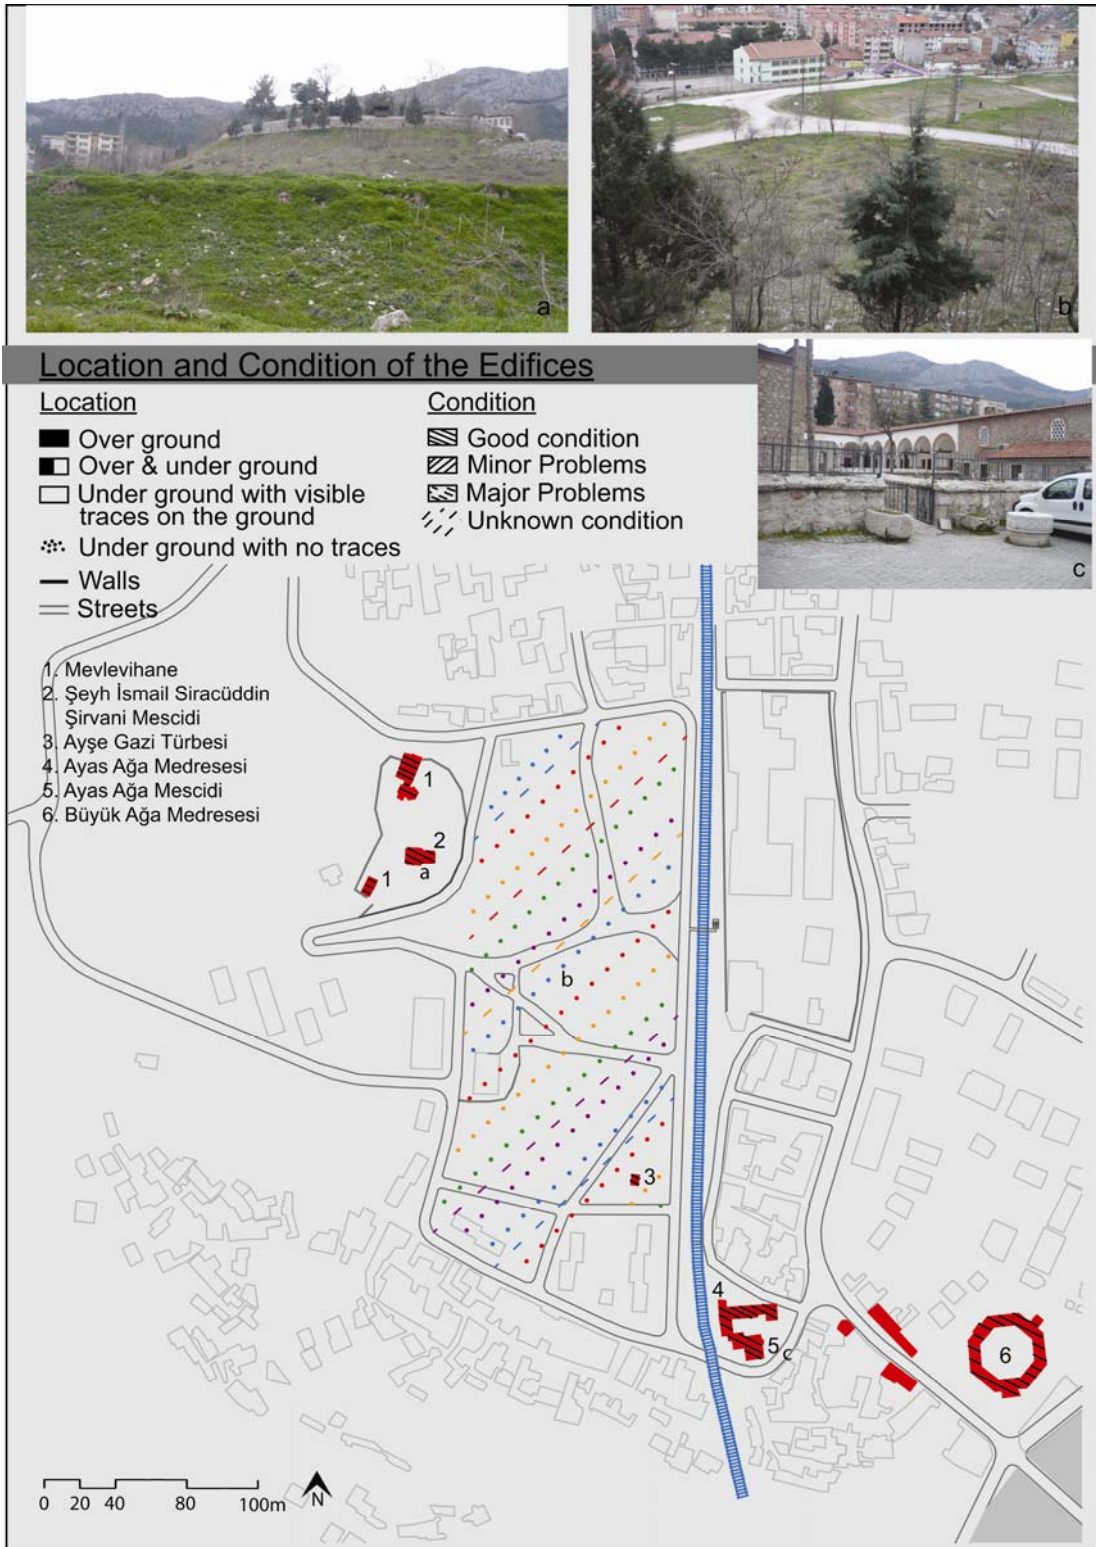 a
b
Location and Condition of the Edifices
Location
Over ground
Over & under ground
Under ground with visible
traces on the ground
Under ground with no traces
Walls
Streets
Condition
Good condition
Minor Problems
Major Problems
Unknown condition
c
1. Mevlevihane
2. Şeyh İsmail Siracüddin
Şirvani Mescidi
3. Ayşe Gazi Türbesi
4. Ayas Ağa Medresesi
5. Ayas Ağa Mescidi
6. Büyük Ağa Medresesi
1
2
a
1
b
3
4
5
c
6
0 20 40 80 100m
N